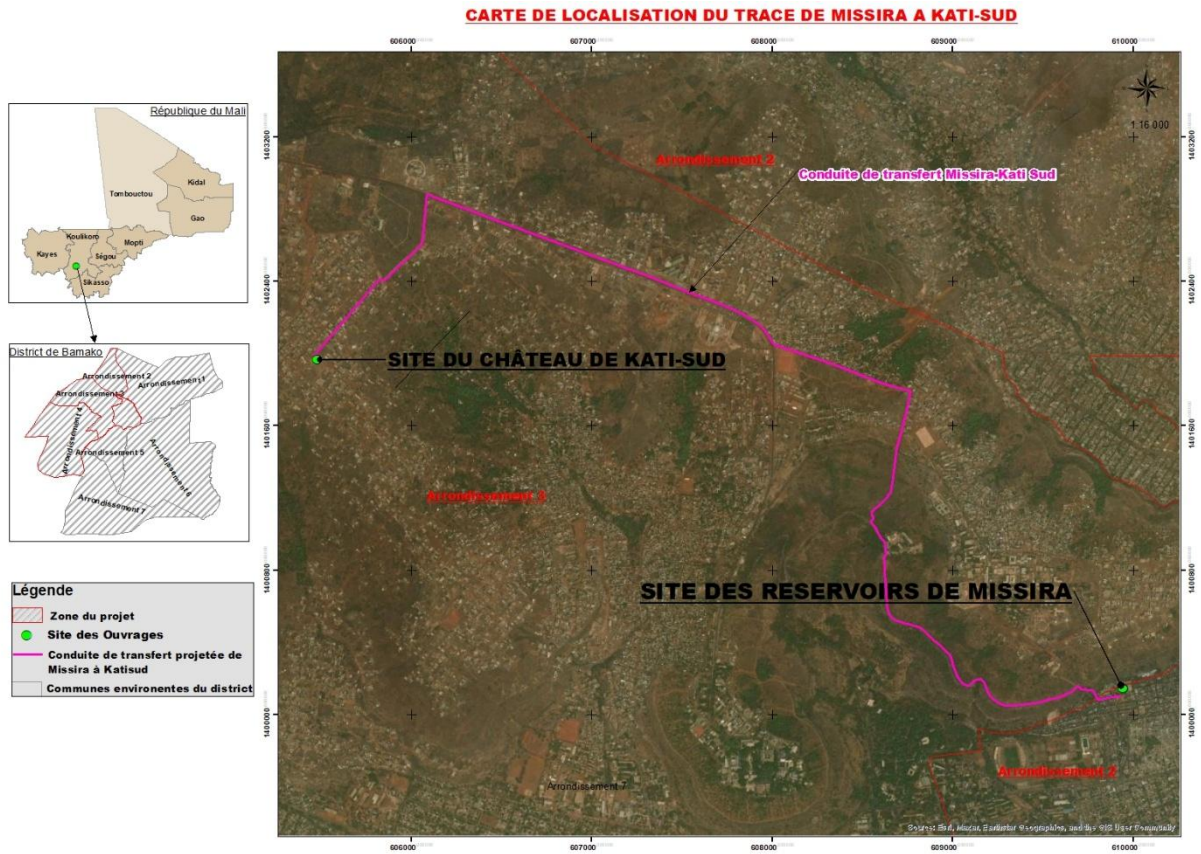 CARTE DE LOCALISATION DU TRACE DE MISSIRA A KATI-SUD
République du Mali
Tombouctou
Kidal
Gao
Koulikoro
Mopti
Kayes
Ségou
Sikasso
District de Bamako
Arrondissement 2
Arrondissement 1
Arrondissement 3
Arrondissement 4
Arrondissement 5
Arrondissement 6
Arrondissement 7
Légende
Zone du projet
Site des Ouvrages
Conduite de transfert projetée de
Missira à Katisud
Communes environentes du district
606000
607000
608000
609000
610000
1403200
1402400
1401600
1400800
1400000
1:16 000
Arrondissement 2
Conduite de transfert Missira-Kati Sud
SITE DU CHÂTEAU DE KATI-SUD
Arrondissement 3
SITE DES RESERVOIRS DE MISSIRA
Arrondissement 2
Arrondissement 7
Source: Esri, Maxar, Earthstar Geographics, and the GIS User Community
1403200
1402400
1401600
1400800
1400000
606000
607000
608000
609000
610000